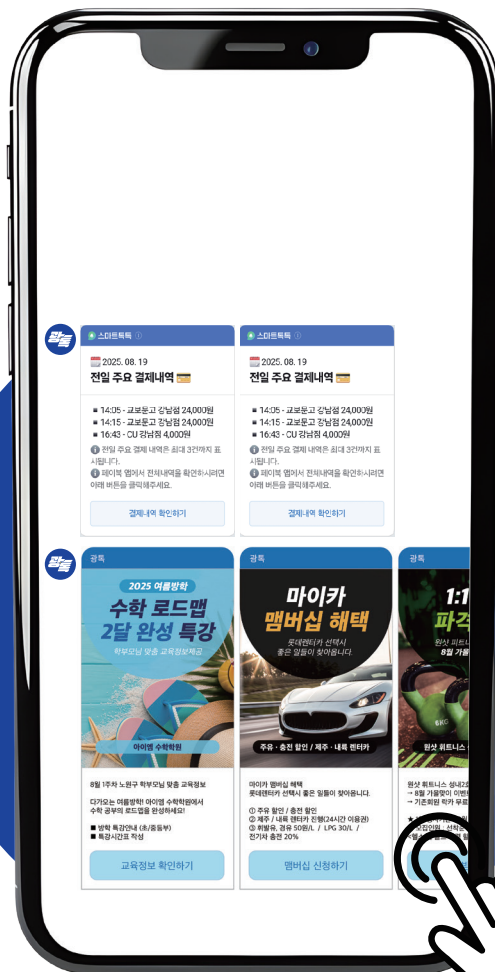 광톡
스마트톡톡
2025. 08. 19
전일 주요 결제내역
■ 14:05 - 교보문고 강남점 24,000원
■ 14:15 - 교보문고 강남점 24,000원
■ 16:43 - CU 강남점 4,000원
전일 주요 결제 내역은 최대 3건까지 표
시됩니다.
페이북 앱에서 전체내역을 확인하시려면
아래 버튼을 클릭해주세요.
결제내역 확인하기
스마트톡톡
2025. 08. 19
전일 주요 결제내역
■ 14:05 - 교보문고 강남점 24,000원
■ 14:15 - 교보문고 강남점 24,000원
■ 16:43 - CU 강남점 4,000원
전일 주요 결제 내역은 최대 3건까지 표
시됩니다.
페이북 앱에서 전체내역을 확인하시려면
아래 버튼을 클릭해주세요.
결제내역 확인하기
광톡
광톡
2025 여름방학
수학 로드맵
2달 완성 특강
학부모님 맞춤 교육정보제공
아이엠 수학학원
8월 1주차 노원구 학부모님 맞춤 교육정보
다가오는 여름방학! 아이엠 수학학원에서
수학 공부의 로드맵을 완성하세요!
■ 방학 특강안내 (초/중등부)
■ 특강시간표 작성
교육정보 확인하기
광톡
마이카
맴버십 혜택
롯데렌터카 선택시
좋은 일들이 찾아옵니다.
주유 · 충전 할인 / 제주 · 내륙 렌터카
마이카 맴버십 혜택
롯데렌터카 선택시 좋은 일들이 찾아옵니다.
① 주유 할인 / 충전 할인
② 제주 / 내륙 렌터카 진행(24시간 이용권)
③ 휘발유, 경유 50원/L / LPG 30/L /
전기차 충전 20%
맴버십 신청하기
광톡
1:1
파격
원샷 피트니
8월 가을
6KG
원샷 휘트니스
원샷 휘트니스 성내2
→ 8월 가을맞이 이벤
→ 기존회원 락카 무료
모집인원 : 선착순